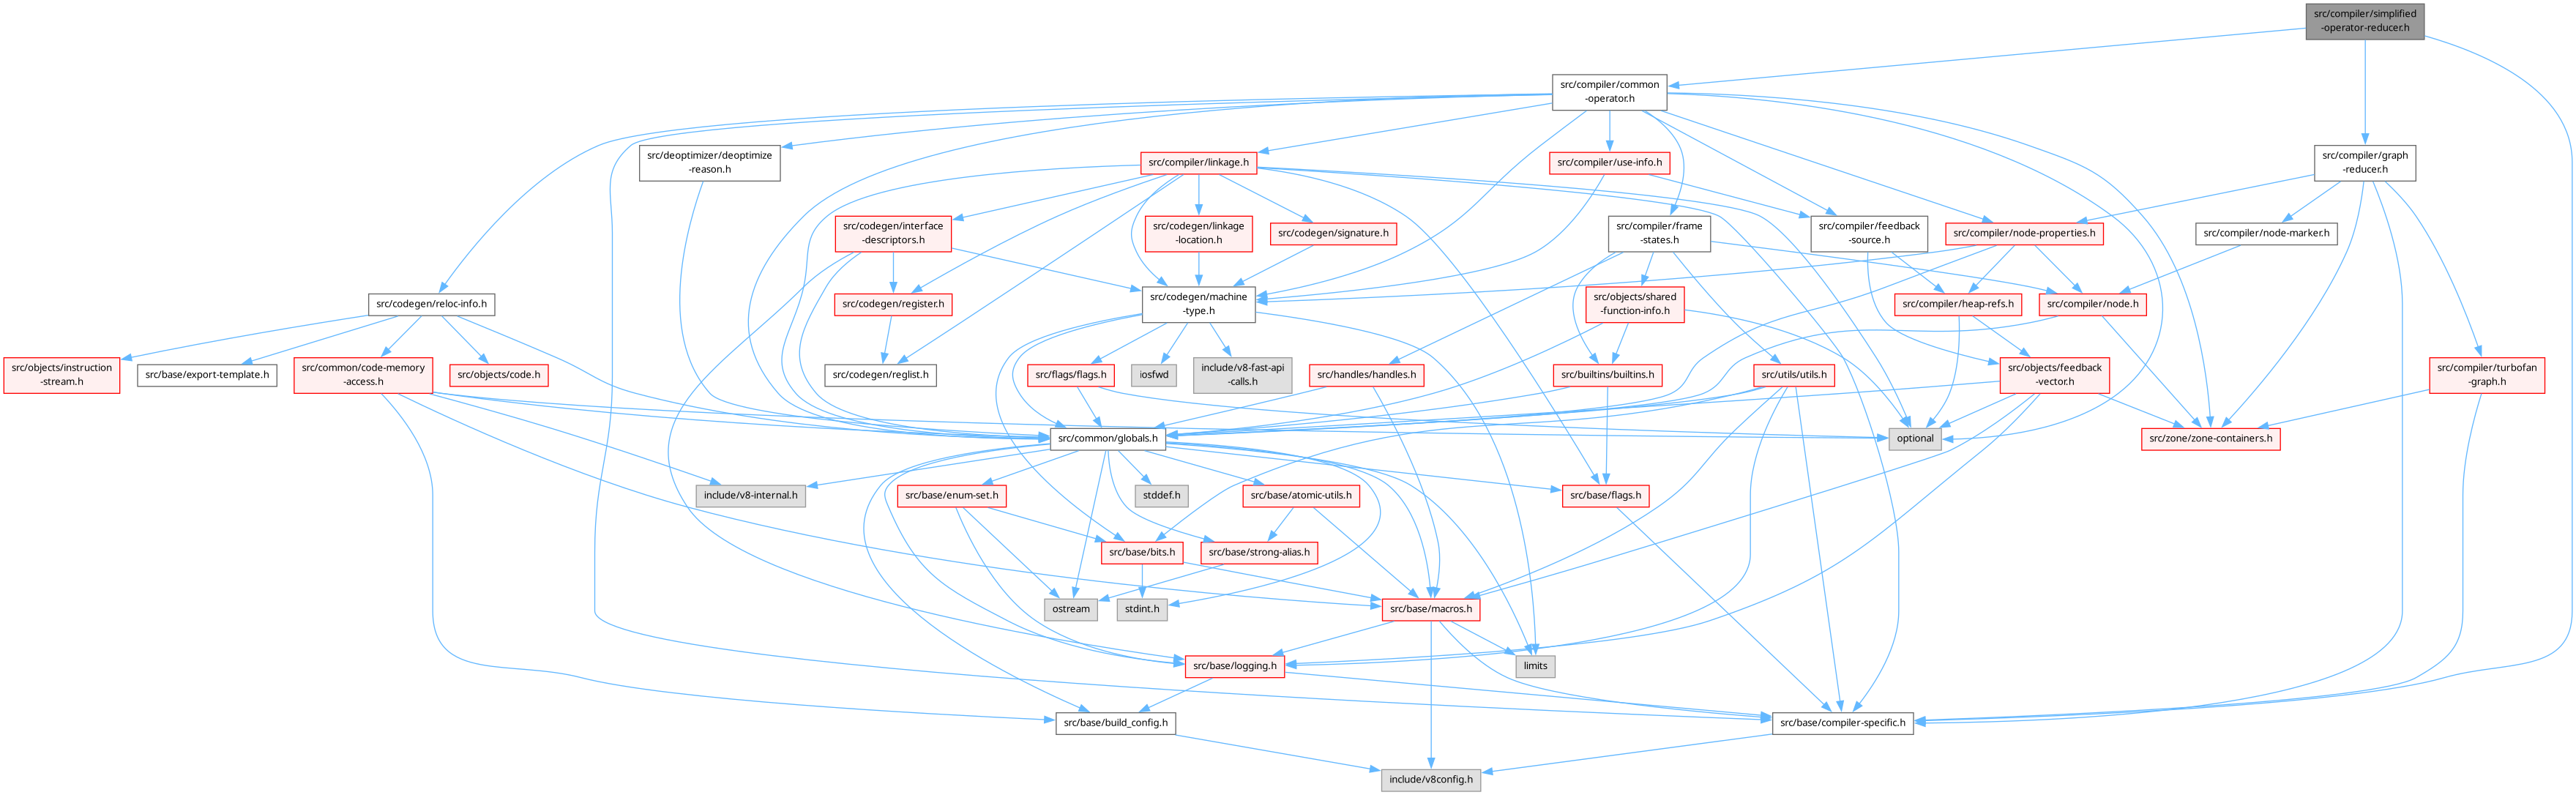 src/compiler/simplified
-operator-reducer.h
src/compiler/common
-operator.h
src/deoptimizer/deoptimize
-reason.h
src/compiler/linkage.h
src/compiler/use-info.h
src/compiler/graph
-reducer.h
src/codegen/interface
-descriptors.h
src/codegen/linkage
-location.h
src/codegen/signature.h
src/compiler/frame
-states.h
src/compiler/feedback
-source.h
src/compiler/node-properties.h
src/compiler/node-marker.h
src/codegen/reloc-info.h
src/codegen/register.h
src/codegen/machine
-type.h
src/objects/shared
-function-info.h
src/compiler/heap-refs.h
src/compiler/node.h
src/objects/instruction
-stream.h
src/base/export-template.h
src/common/code-memory
-access.h
src/objects/code.h
src/codegen/reglist.h
src/flags/flags.h
iosfwd
include/v8-fast-api
-calls.h
src/handles/handles.h
src/builtins/builtins.h
src/utils/utils.h
src/objects/feedback
-vector.h
src/compiler/turbofan
-graph.h
src/common/globals.h
optional
src/zone/zone-containers.h
include/v8-internal.h
src/base/enum-set.h
stddef.h
src/base/atomic-utils.h
src/base/flags.h
src/base/bits.h
src/base/strong-alias.h
ostream
stdint.h
src/base/macros.h
src/base/logging.h
limits
src/base/build_config.h
src/base/compiler-specific.h
include/v8config.h